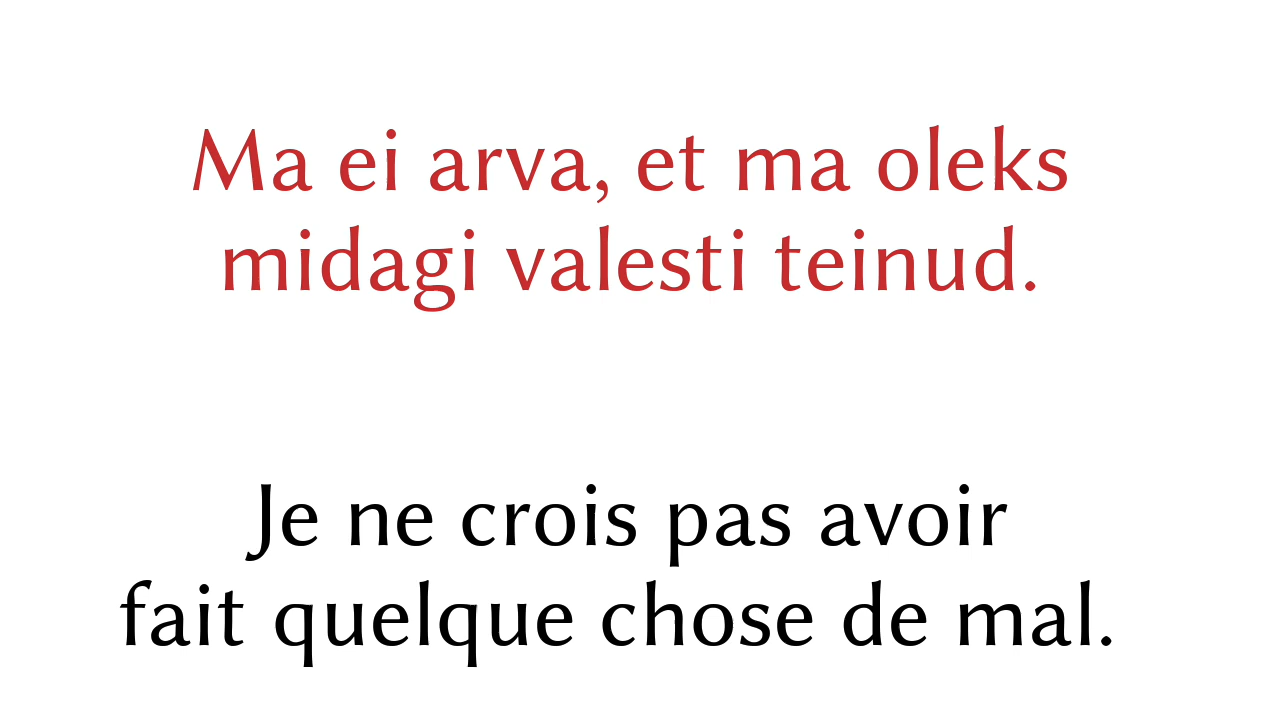 Ma ei arva, et ma oleks
midagi valesti teinud.
Je ne crois pas avoir
fait quelque chose de mal.